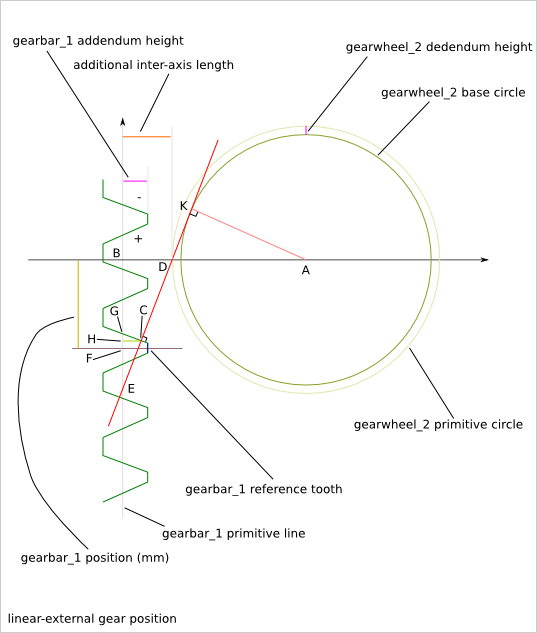 gearbar_1 addendum height
gearwheel_2 dedendum height
additional inter-axis length
gearwheel_2 base circle
-
K
+
B
D
A
G
C
H
F
E
gearwheel_2 primitive circle
gearbar_1 reference tooth
gearbar_1 primitive line
gearbar_1 position (mm)
linear-external gear position